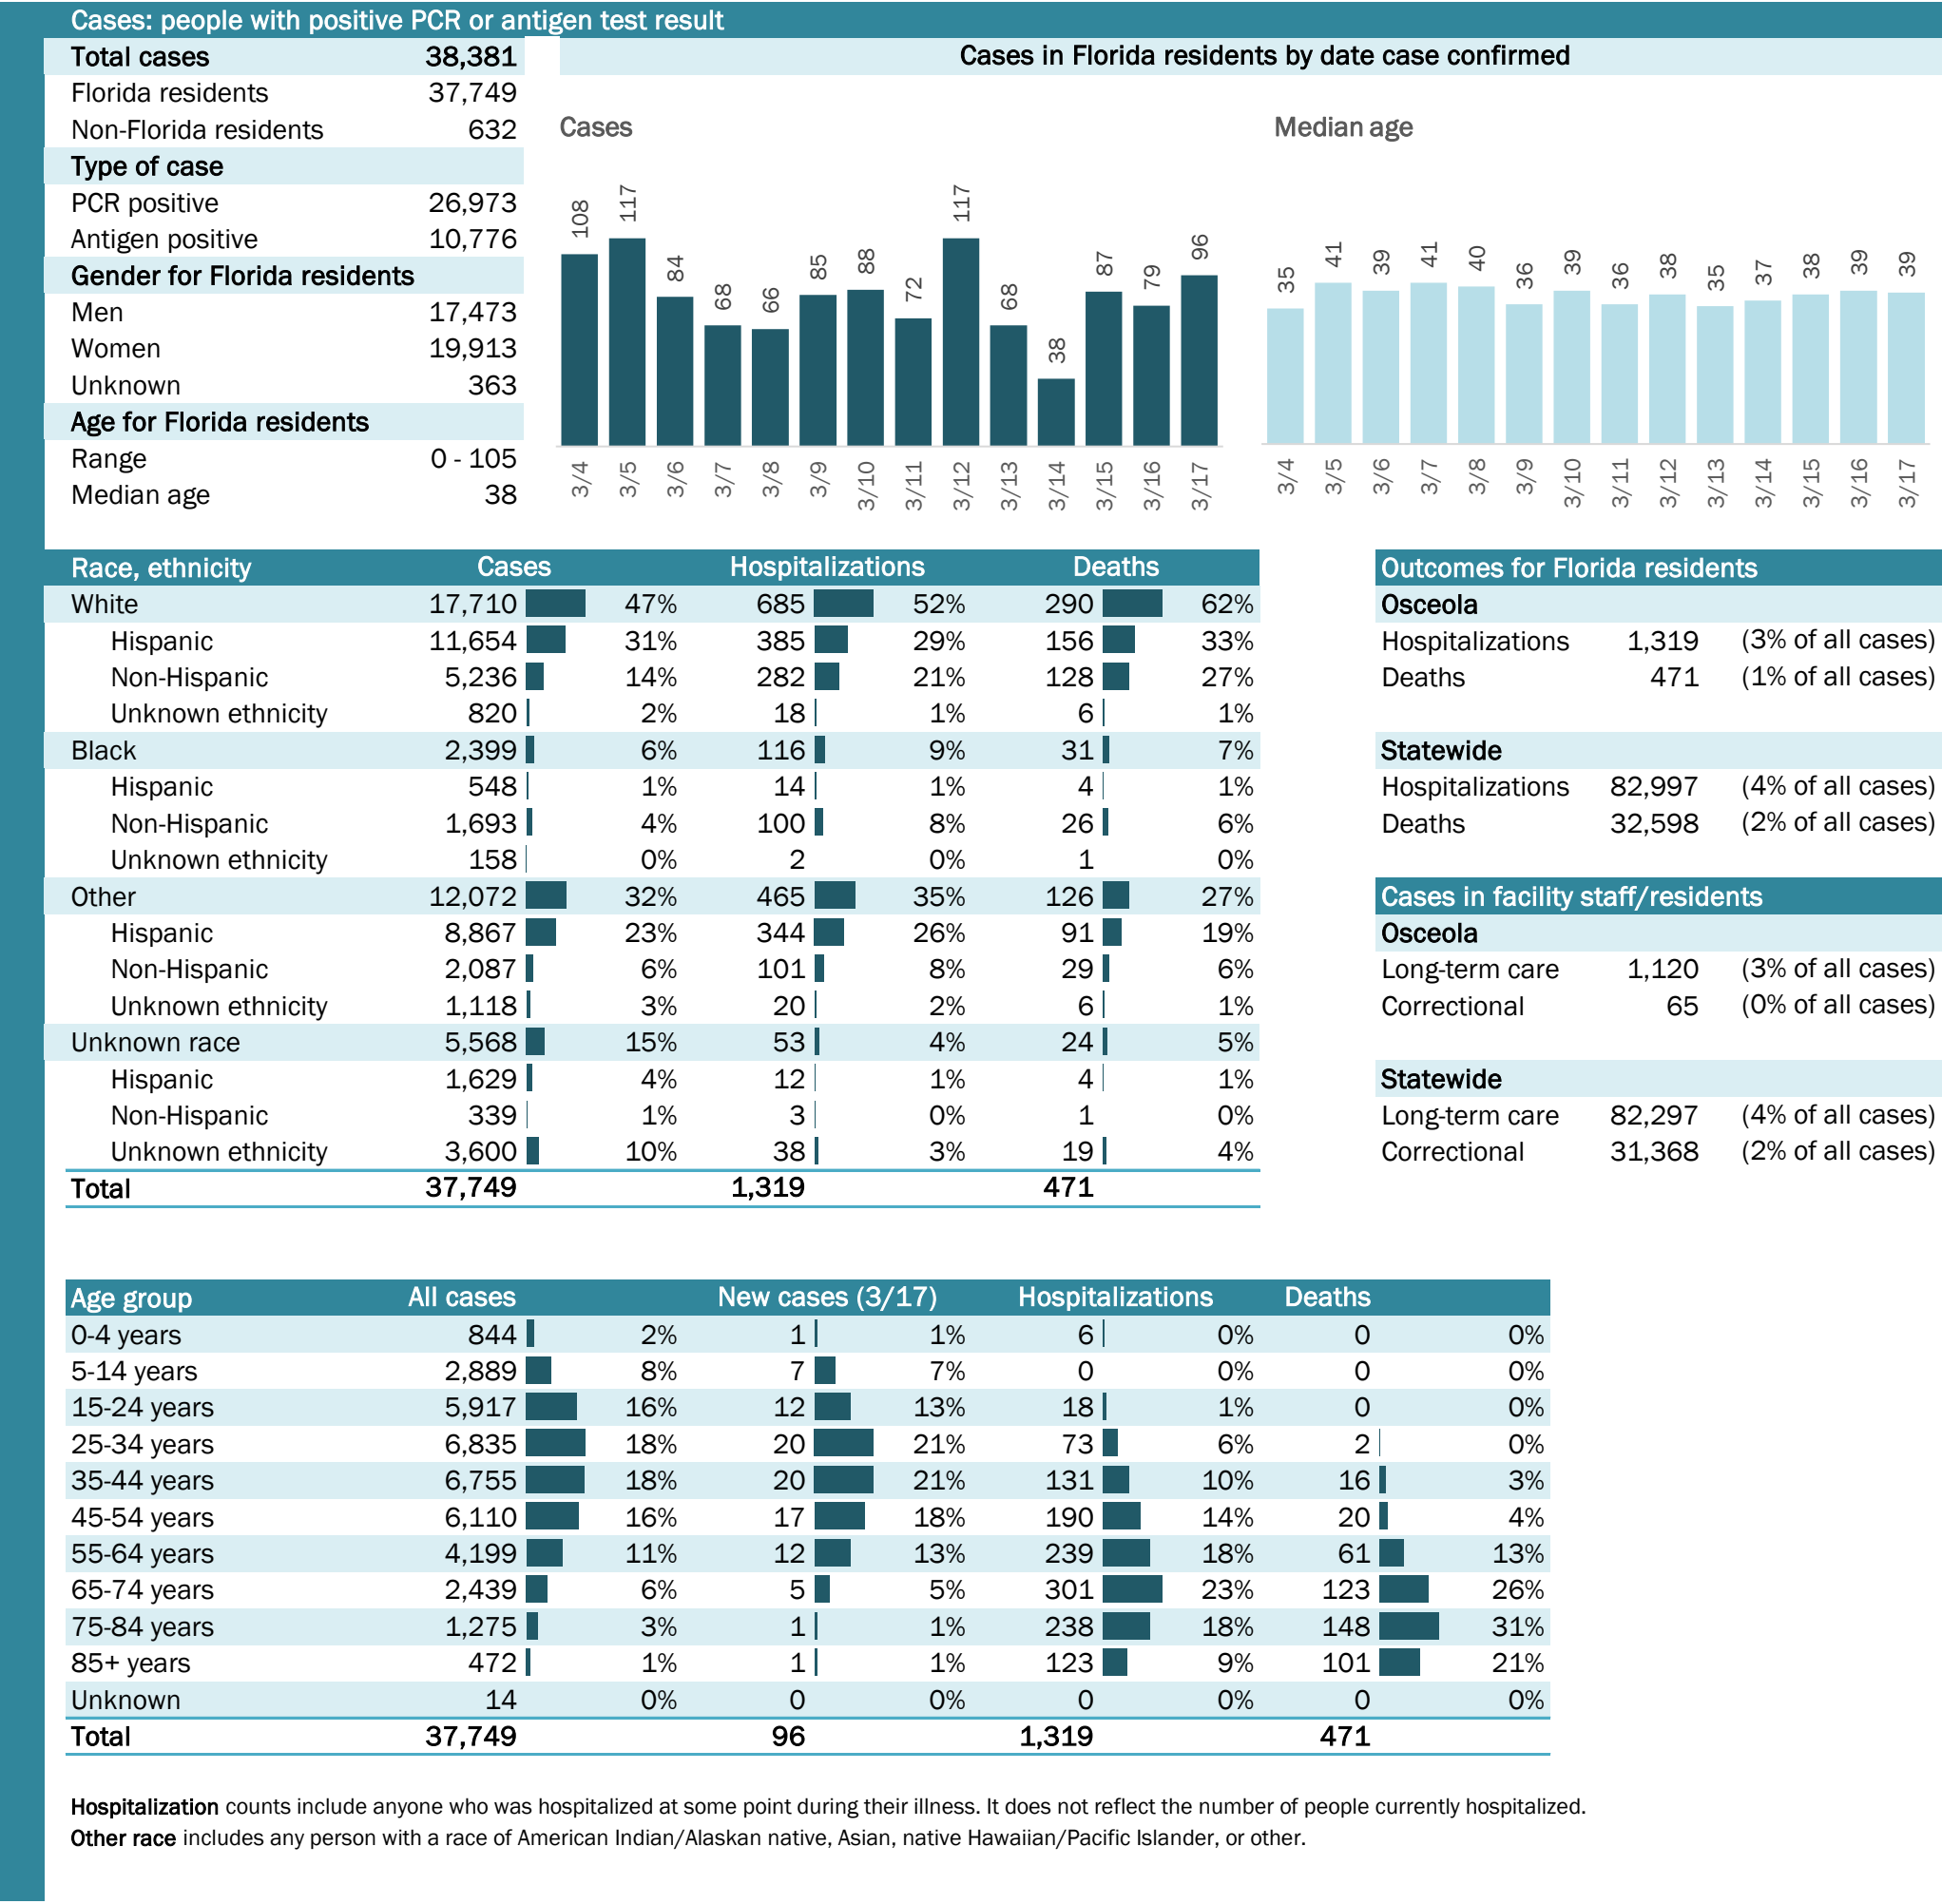 Cases: people with positive PCR or antigen test result
Total cases 38,381
Florida residents 37,749
Non-Florida residents 632
Type of case
PCR positive 26,973
Antigen positive 10,776
Gender for Florida residents
Men 17,473
Women 19,913
Unknown 363
Age for Florida residents
Range 0 - 105
Median age 38
Cases in Florida residents by date case confirmed
Cases
108 117 84 68 66 85 88 72 117 68 38 87 79 96
3/4 3/5 3/6 3/7 3/8 3/9 3/10 3/11 3/12 3/13 3/14 3/15 3/16 3/17
Median age
35 41 39 41 40 36 39 36 38 35 37 38 39 39
3/4 3/5 3/6 3/7 3/8 3/9 3/10 3/11 3/12 3/13 3/14 3/15 3/16 3/17
Race, ethnicity Cases Hospitalizations Deaths
White 17,710 47% 685 52% 290 62%
Hispanic 11,654 31% 385 29% 156 33%
Non-Hispanic 5,236 14% 282 21% 128 27%
Unknown ethnicity 820 2% 18 1% 6 1%
Black 2,399 6% 116 9% 31 7%
Hispanic 548 1% 14 1% 4 1%
Non-Hispanic 1,693 4% 100 8% 26 6%
Unknown ethnicity 158 0% 2 0% 1 0%
Other 12,072 32% 465 35% 126 27%
Hispanic 8,867 23% 344 26% 91 19%
Non-Hispanic 2,087 6% 101 8% 29 6%
Unknown ethnicity 1,118 3% 20 2% 6 1%
Unknown race 5,568 15% 53 4% 24 5%
Hispanic 1,629 4% 12 1% 4 1%
Non-Hispanic 339 1% 3 0% 1 0%
Unknown ethnicity 3,600 10% 38 3% 19 4%
Total 37,749 1,319 471
Outcomes for Florida residents
Osceola
Hospitalizations 1,319 (3% of all cases)
Deaths 471 (1% of all cases)
Statewide
Hospitalizations 82,997 (4% of all cases)
Deaths 32,598 (2% of all cases)
Cases in facility staff/residents
Osceola
Long-term care 1,120 (3% of all cases)
Correctional 65 (0% of all cases)
Statewide
Long-term care 82,297 (4% of all cases)
Correctional 31,368 (2% of all cases)
Age group All cases New cases (3/17) Hospitalizations Deaths
0-4 years 844 2% 1 1% 6 0% 0 0%
5-14 years 2,889 8% 7 7% 0 0% 0 0%
15-24 years 5,917 16% 12 13% 18 1% 0 0%
25-34 years 6,835 18% 20 21% 73 6% 2 0%
35-44 years 6,755 18% 20 21% 131 10% 16 3%
45-54 years 6,110 16% 17 18% 190 14% 20 4%
55-64 years 4,199 11% 12 13% 239 18% 61 13%
65-74 years 2,439 6% 5 5% 301 23% 123 26%
75-84 years 1,275 3% 1 1% 238 18% 148 31%
85+ years 472 1% 1 1% 123 9% 101 21%
Unknown 14 0% 0 0% 0 0% 0 0%
Total 37,749 96 1,319 471
Hospitalization counts include anyone who was hospitalized at some point during their illness. It does not reflect the number of people currently hospitalized.
Other race includes any person with a race of American Indian/Alaskan native, Asian, native Hawaiian/Pacific Islander, or other.